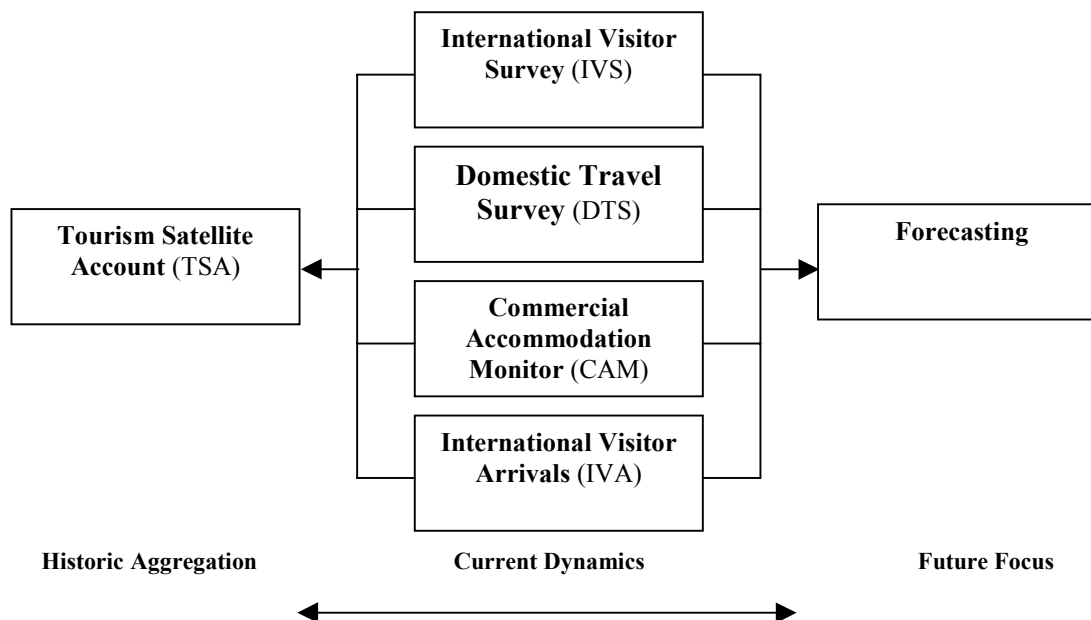 International Visitor
Survey (IVS)
Domestic Travel
Survey (DTS)
Tourism Satellite
Account (TSA)
Forecasting
Commercial
Accommodation
Monitor (CAM)
International Visitor
Arrivals (IVA)
Historic Aggregation
Current Dynamics
Future Focus